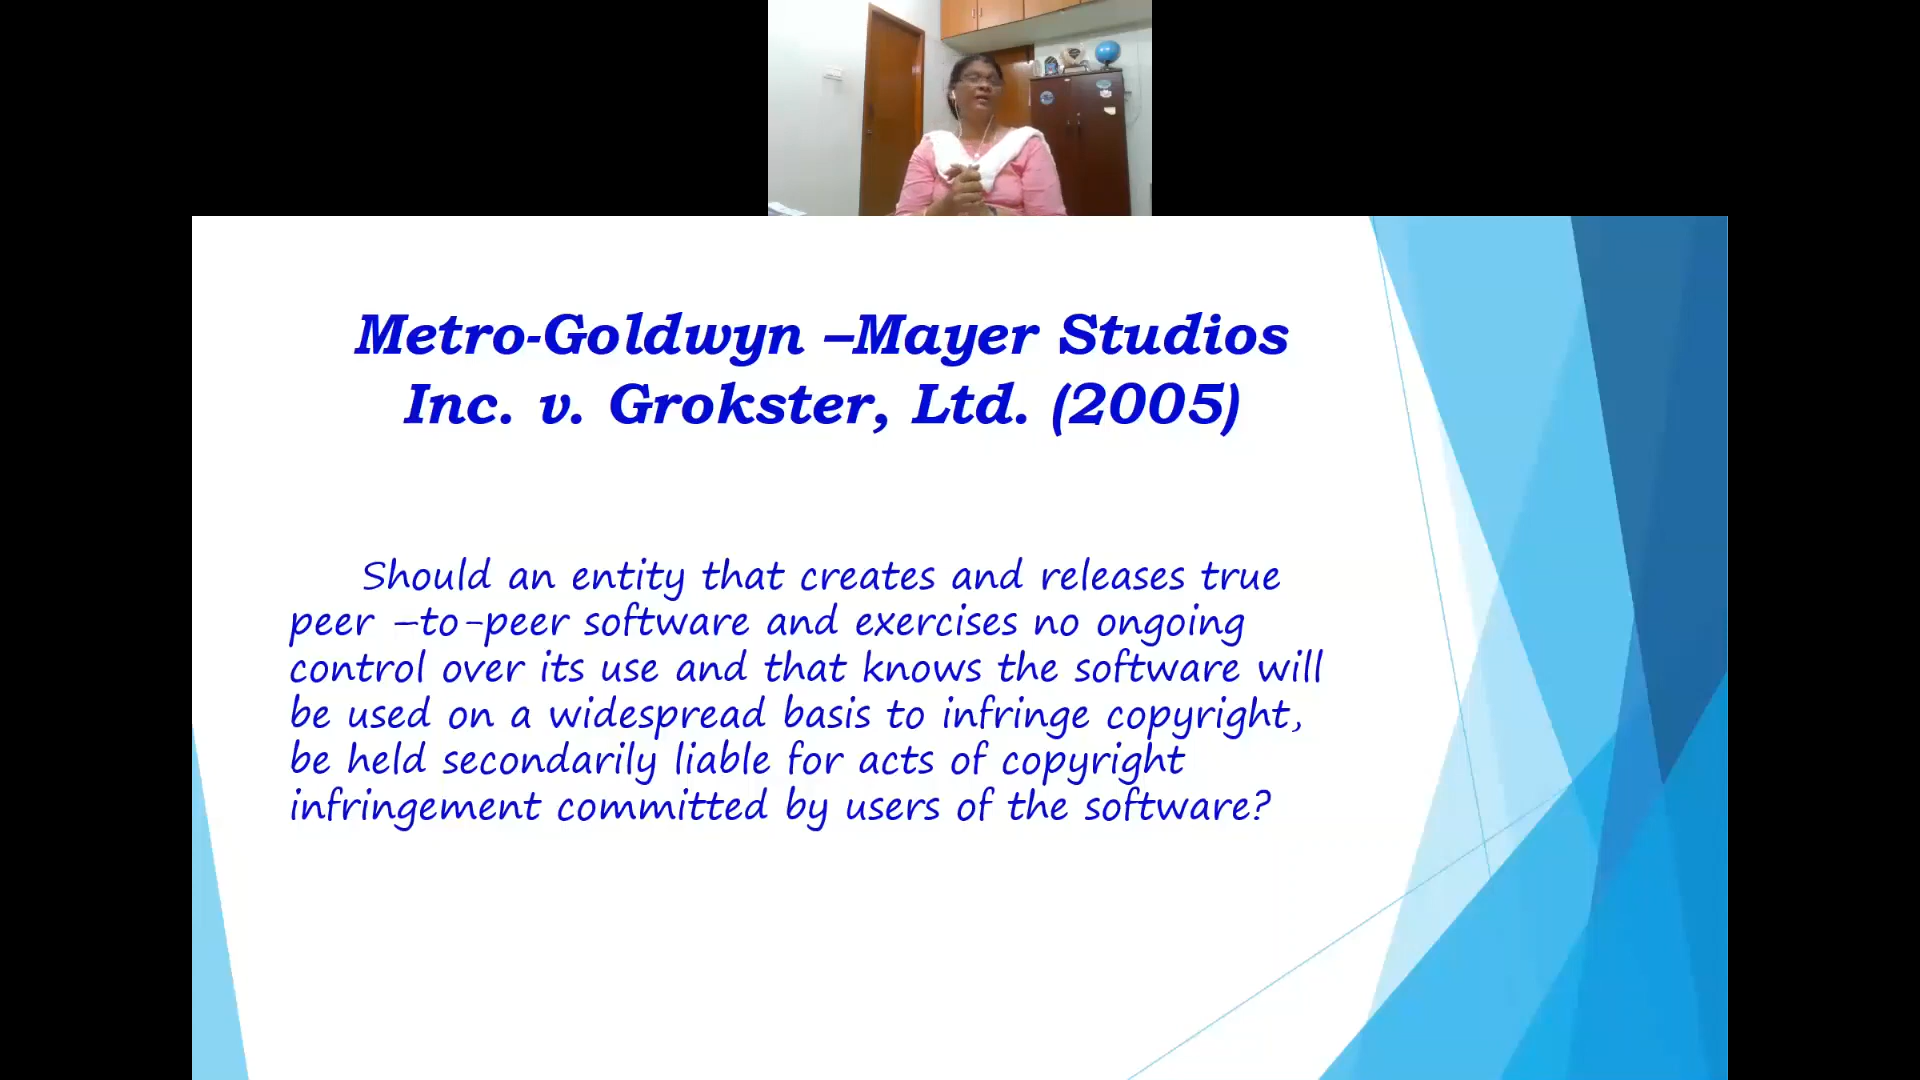 Metro-Goldwyn –Mayer Studios
Inc. v. Grokster, Ltd. (2005)
Should an entity that creates and releases true
peer –to-peer software and exercises no ongoing
control over its use and that knows the software will
be used on a widespread basis to infringe copyright,
be held secondarily liable for acts of copyright
infringement committed by users of the software?